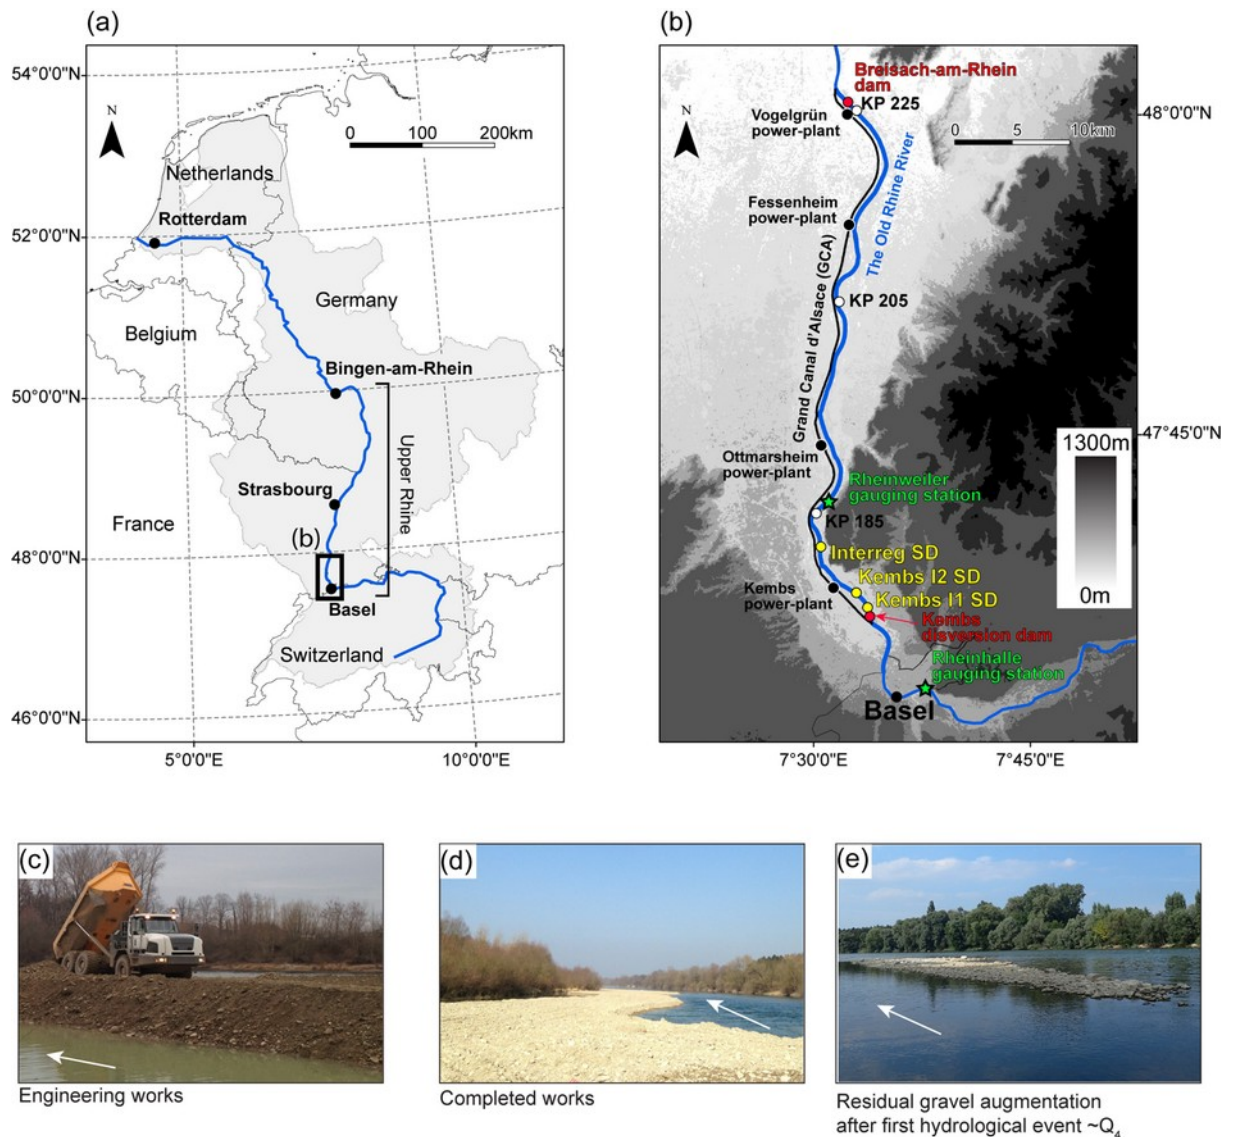 (a)
54°0'0"N
52°0'0"N
50°0'0"N
48°0'0"N
46°0'0"N
N
0 100 200km
Netherlands
Rotterdam
Germany
Belgium
Bingen-am-Rhein
Upper Rhine
Strasbourg
France
(b)
Basel
Switzerland
5°0'0"E 10°0'0"E
(b)
Breisach-am-Rhein
dam
KP 225
Vogelgrün
power-plant
48°0'0"N
N
0 5 10km
Fessenheim
power-plant
The Old Rhine River
Grand Canal d'Alsace (GCA)
KP 205
47°45'0"N
1300m
0m
Ottmarsheim
power-plant
Rheinweiler
gauging station
KP 185
Interreg SD
Kembs I2 SD
Kembs I1 SD
Kembs
power-plant
Kembs
disversion dam
Rheinhalle
gauging station
Basel
7°30'0"E 7°45'0"E
(c)
Engineering works
(d)
Completed works
(e)
Residual gravel augmentation
after first hydrological event ~Q₄